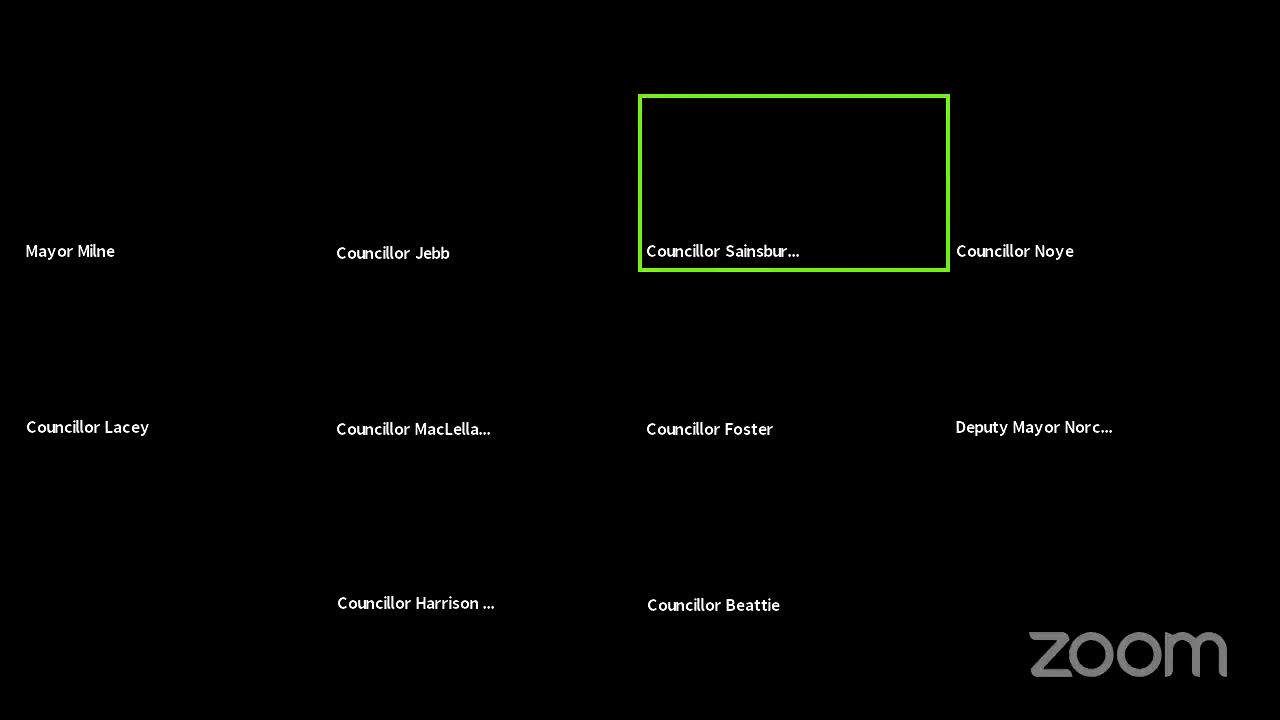 Mayor Milne
Councillor Jebb
Councillor Sainsbur...
Councillor Noye
Councillor Lacey
Councillor MacLella...
Councillor Foster
Deputy Mayor Norc...
Councillor Harrison ...
Councillor Beattie
zoom